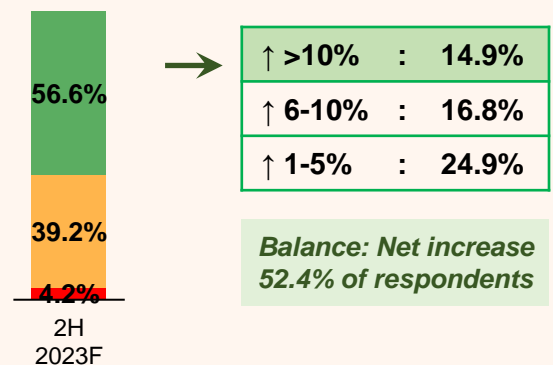 56.6%
39.2%
4.2%
2H
2023F
↑ >10% : 14.9%
↑ 6-10% : 16.8%
↑ 1-5% : 24.9%
Balance: Net increase
52.4% of respondents